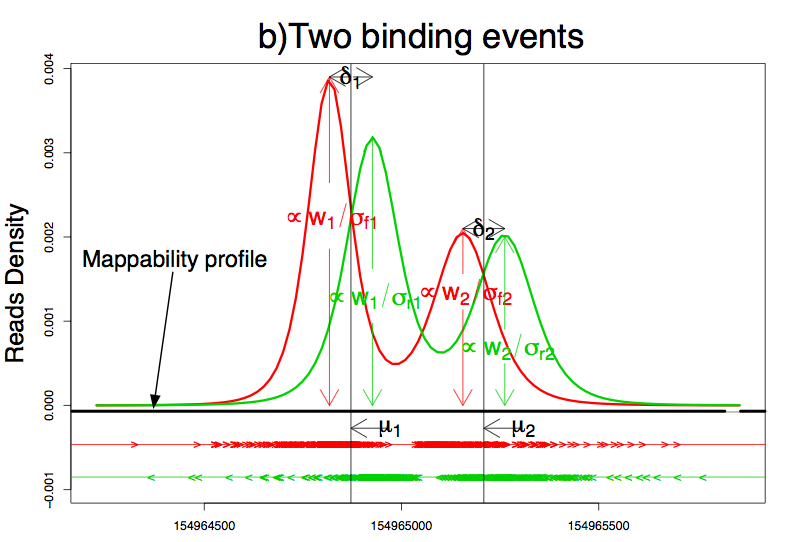 b)Two binding events
0.004
δ1
0.003
∝ w1/σf1
δ2
0.002
Mappability profile
∝ w1/σr1
∝ w2/σf2
0.001
∝ w2/σr2
0.000
Reads Density
μ1
μ2
-0.001
154964500
154965000
154965500